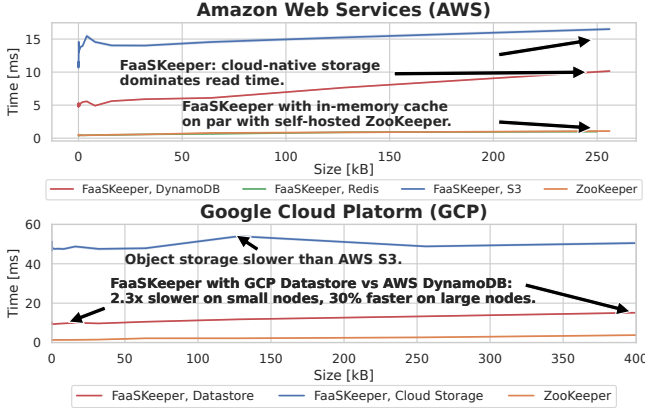 Amazon Web Services (AWS)
15
10
5
0
Time [ms]
FaaSKeeper: cloud-native storage
dominates read time.
FaaSKeeper with in-memory cache
on par with self-hosted ZooKeeper.
0 50 100 150 200 250
Size [kB]
FaaSKeeper, DynamoDB FaaSKeeper, Redis FaaSKeeper, S3 ZooKeeper
Google Cloud Platorm (GCP)
60
40
20
0
Time [ms]
Object storage slower than AWS S3.
FaaSKeeper with GCP Datastore vs AWS DynamoDB:
2.3x slower on small nodes, 30% faster on large nodes.
0 50 100 150 200 250 300 350 400
Size [kB]
FaaSKeeper, Datastore FaaSKeeper, Cloud Storage ZooKeeper